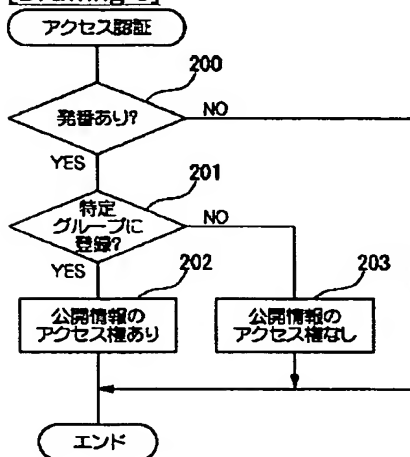 アクセス認証
200
発番あり?
NO
YES
201
特定
グループに
登録?
NO
YES
202
203
公開情報の
アクセス権あり
公開情報の
アクセス権なし
エンド